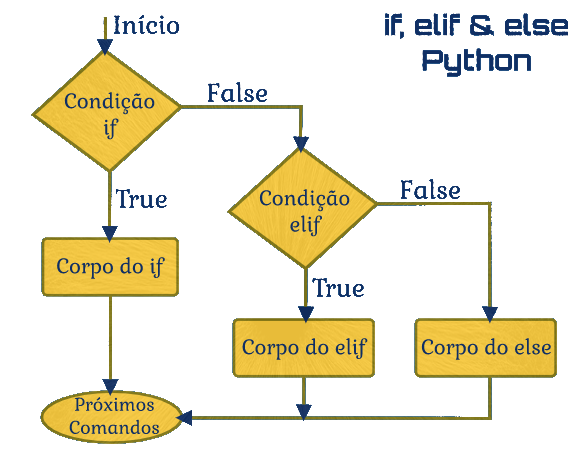 Início
if, elif & else
Python
Condição
if
False
True
Condição
elif
False
True
Corpo do if
Corpo do elif
Corpo do else
Próximos
Comandos